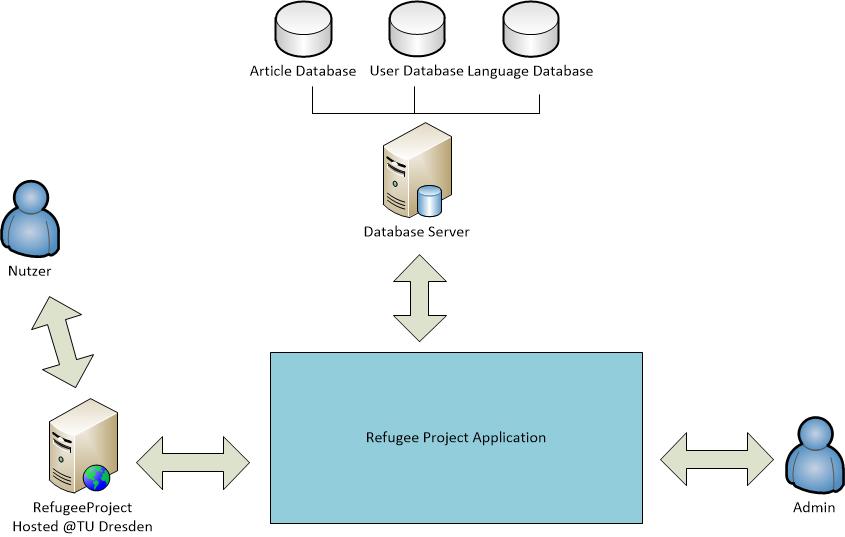 Article Database
User Database
Language Database
Database Server
Nutzer
Refugee Project Application
RefugeeProject
Hosted @TU Dresden
Admin